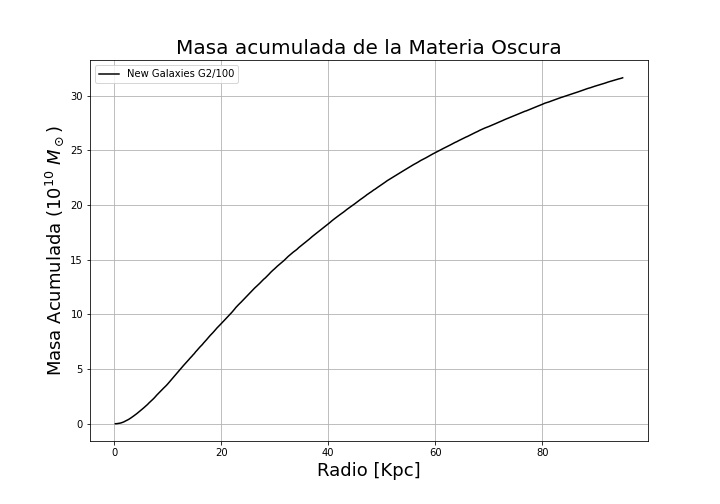 Masa acumulada de la Materia Oscura
New Galaxies G2/100
Masa Acumulada (10¹⁰ M⊙)
30
25
20
15
10
5
0
0 20 40 60 80
Radio [Kpc]